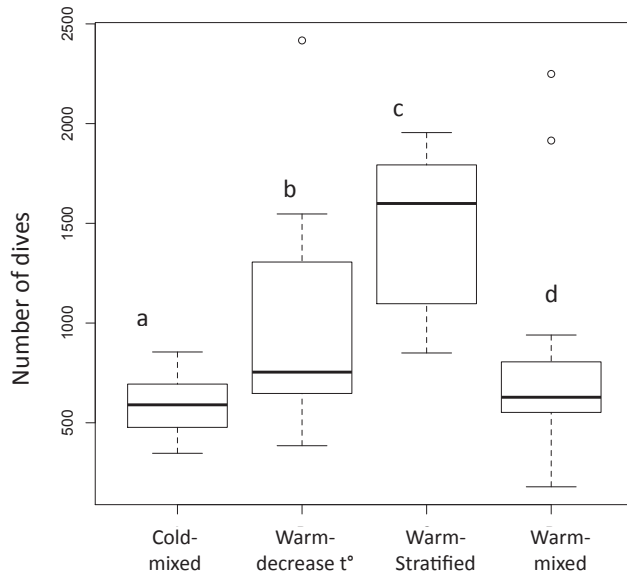 2500
2000
1500
1000
500
Number of dives
a
b
c
d
Cold-
mixed
Warm-
decrease t°
Warm-
Stratified
Warm-
mixed